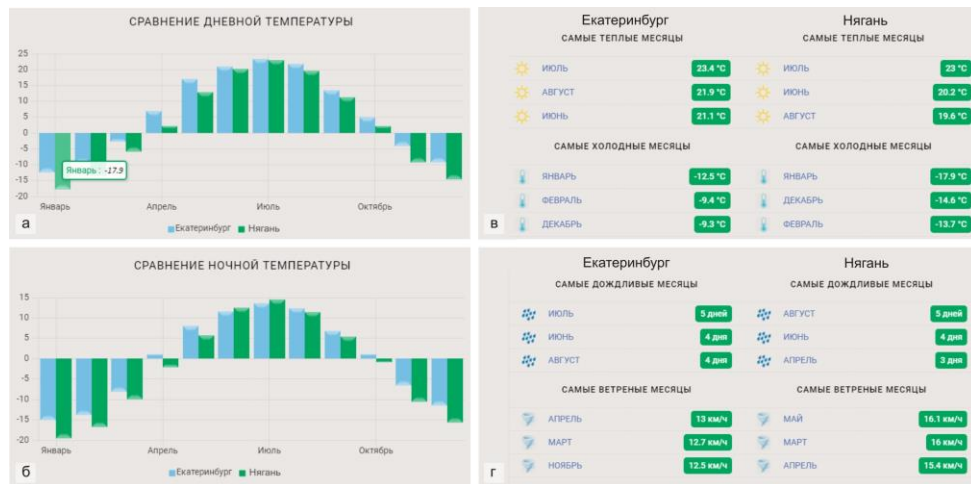 СРАВНЕНИЕ ДНЕВНОЙ ТЕМПЕРАТУРЫ
25
20
15
10
5
0
-5
-10
-15
-20
Январь : -17.9
Январь Апрель Июль Октябрь
Екатеринбург Нягань
а
Екатеринбург Нягань
САМЫЕ ТЕПЛЫЕ МЕСЯЦЫ САМЫЕ ТЕПЛЫЕ МЕСЯЦЫ
ИЮЛЬ 23.4 °C ИЮЛЬ 23 °C
АВГУСТ 21.9 °C ИЮНЬ 20.2 °C
ИЮНЬ 21.1 °C АВГУСТ 19.6 °C
САМЫЕ ХОЛОДНЫЕ МЕСЯЦЫ САМЫЕ ХОЛОДНЫЕ МЕСЯЦЫ
ЯНВАРЬ -12.5 °C ЯНВАРЬ -17.9 °C
ФЕВРАЛЬ -9.4 °C ДЕКАБРЬ -14.6 °C
ДЕКАБРЬ -9.3 °C ФЕВРАЛЬ -13.7 °C
в
СРАВНЕНИЕ НОЧНОЙ ТЕМПЕРАТУРЫ
15
10
5
0
-5
-10
-15
-20
Январь Апрель Июль Октябрь
Екатеринбург Нягань
б
Екатеринбург Нягань
САМЫЕ ДОЖДЛИВЫЕ МЕСЯЦЫ САМЫЕ ДОЖДЛИВЫЕ МЕСЯЦЫ
ИЮЛЬ 5 дней АВГУСТ 5 дней
ИЮНЬ 4 дня ИЮНЬ 4 дня
АВГУСТ 4 дня АПРЕЛЬ 3 дня
САМЫЕ ВЕТРЕНЫЕ МЕСЯЦЫ САМЫЕ ВЕТРЕНЫЕ МЕСЯЦЫ
АПРЕЛЬ 13 км/ч МАЙ 16.1 км/ч
МАРТ 12.7 км/ч МАРТ 16 км/ч
НОЯБРЬ 12.5 км/ч АПРЕЛЬ 15.4 км/ч
г